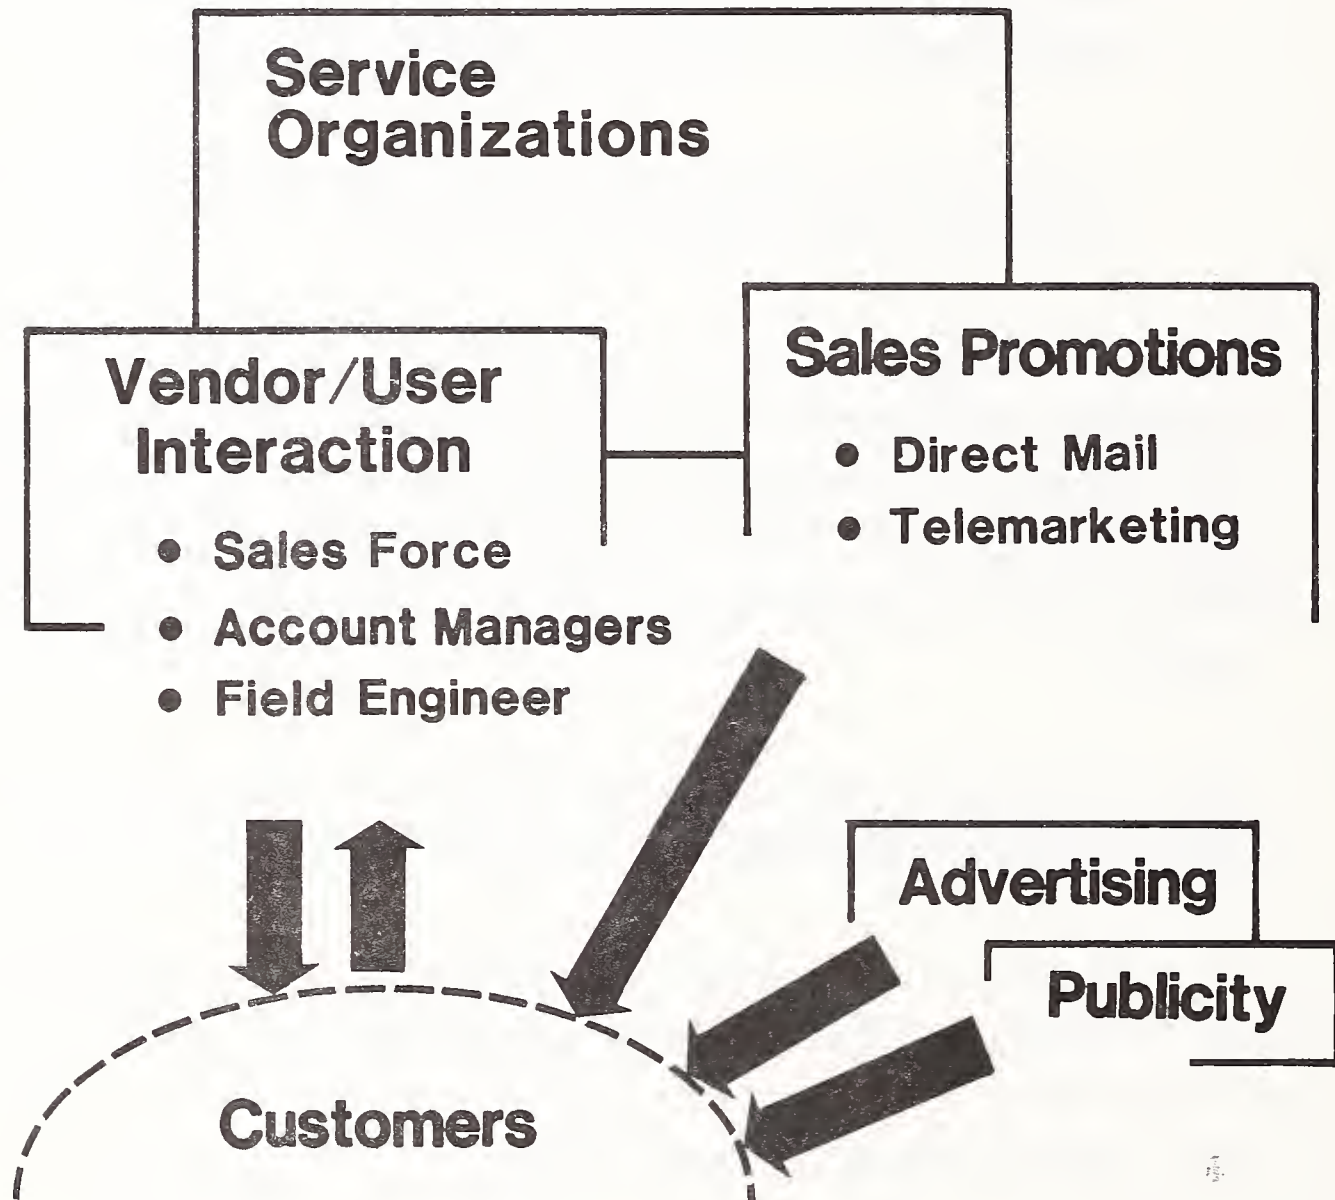 Service
Organizations
Vendor/User
Interaction
• Sales Force
• Account Managers
• Field Engineer
Sales Promotions
• Direct Mail
• Telemarketing
Advertising
Publicity
Customers